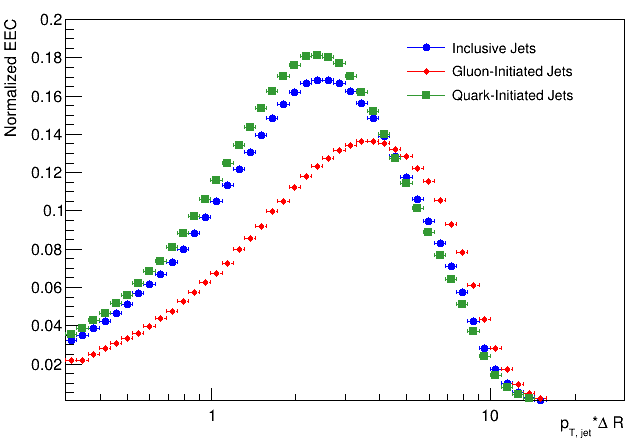 Normalized EEC
0.2
0.18
0.16
0.14
0.12
0.1
0.08
0.06
0.04
0.02
Inclusive Jets
Gluon-Initiated Jets
Quark-Initiated Jets
1
10
p_{T, jet}*Δ R